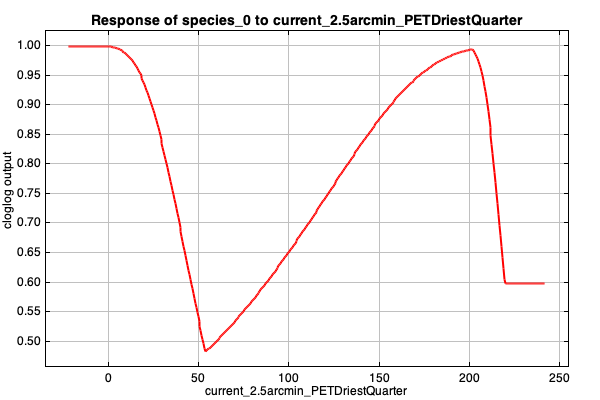 Response of species_0 to current_2.5arcmin_PETDriestQuarter
1.00
0.95
0.90
0.85
0.80
0.75
0.70
0.65
0.60
0.55
0.50
cloglog output
0 50 100 150 200 250
current_2.5arcmin_PETDriestQuarter